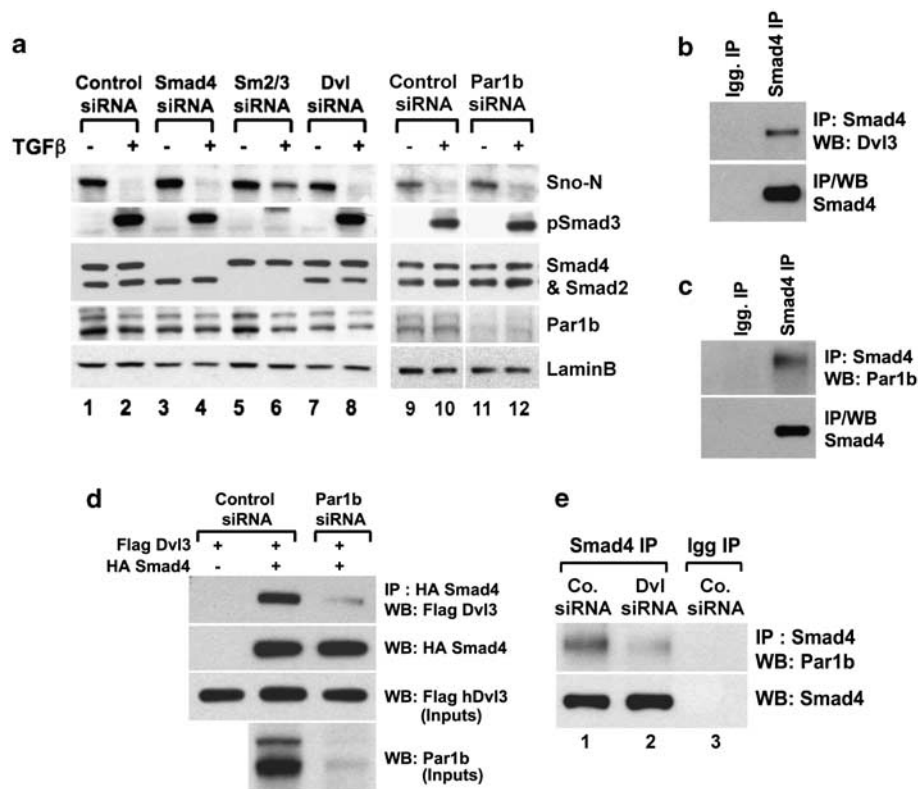 a
Control Smad4 Sm2/3 Dvl Control Par1b
siRNA siRNA siRNA siRNA siRNA siRNA
TGFβ - + - + - + - + - + - +
Sno-N
pSmad3
Smad4
& Smad2
Par1b
LaminB
1 2 3 4 5 6 7 8 9 10 11 12
b
Igg. IP
Smad4 IP
IP: Smad4
WB: Dvl3
IP/WB
Smad4
c
Igg. IP
Smad4 IP
IP: Smad4
WB: Par1b
IP/WB
Smad4
d
Control Par1b
siRNA siRNA
Flag Dvl3 + + +
HA Smad4 - + +
IP : HA Smad4
WB: Flag Dvl3
WB: HA Smad4
WB: Flag hDvl3
(Inputs)
WB: Par1b
(Inputs)
e
Smad4 IP Igg IP
Co. Dvl Co.
siRNA siRNA siRNA
IP : Smad4
WB: Par1b
WB: Smad4
1 2 3